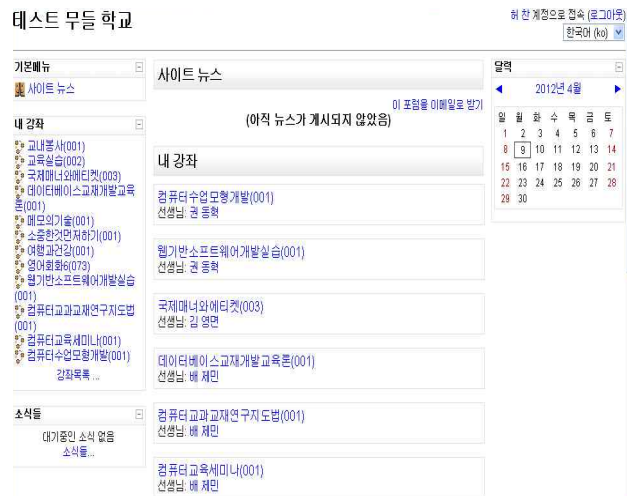 테스트 무들 학교
허 찬 계정으로 접속 (로그아웃)
한국어 (ko)
기본메뉴
사이트 뉴스
내 강좌
교내봉사(001)
교육실습(002)
국제매너와에티켓(003)
데이터베이스교재개발교육
론(001)
메모의기술(001)
소중한것먼저하기(001)
여행과건강(001)
영어회화6(073)
웹기반소프트웨어개발실습
(001)
컴퓨터교과교재연구지도법
(001)
컴퓨터교육세미나(001)
컴퓨터수업모형개발(001)
강좌목록 ...
소식들
대기중인 소식 없음
소식들...
사이트 뉴스
이 포럼을 이메일로 받기
(아직 뉴스가 게시되지 않았음)
내 강좌
컴퓨터수업모형개발(001)
선생님: 권 동혁
웹기반소프트웨어개발실습(001)
선생님: 권 동혁
국제매너와에티켓(003)
선생님: 김 영면
데이터베이스교재개발교육론(001)
선생님: 배 제민
컴퓨터교과교재연구지도법(001)
선생님: 배 제민
컴퓨터교육세미나(001)
선생님: 배 제민
달력
2012년 4월
일 월 화 수 목 금 토
1 2 3 4 5 6 7
8 9 10 11 12 13 14
15 16 17 18 19 20 21
22 23 24 25 26 27 28
29 30